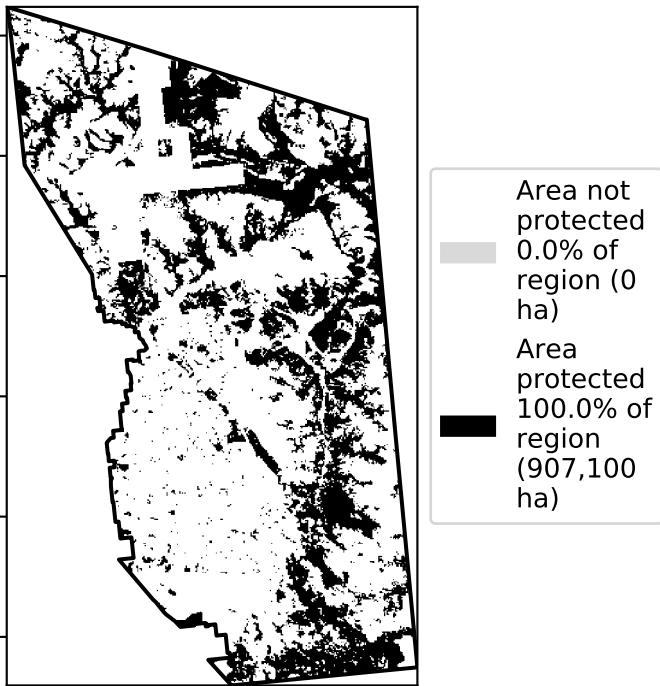 Area not
protected
0.0% of
region (0
ha)
Area
protected
100.0% of
region
(907,100
ha)